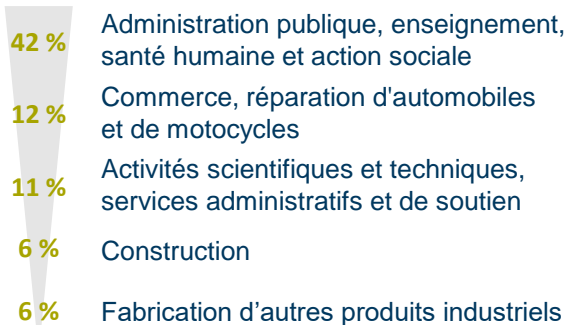 42 %
Administration publique, enseignement,
santé humaine et action sociale
12 %
Commerce, réparation d'automobiles
et de motocycles
11 %
Activités scientifiques et techniques,
services administratifs et de soutien
6 %
Construction
6 %
Fabrication d’autres produits industriels